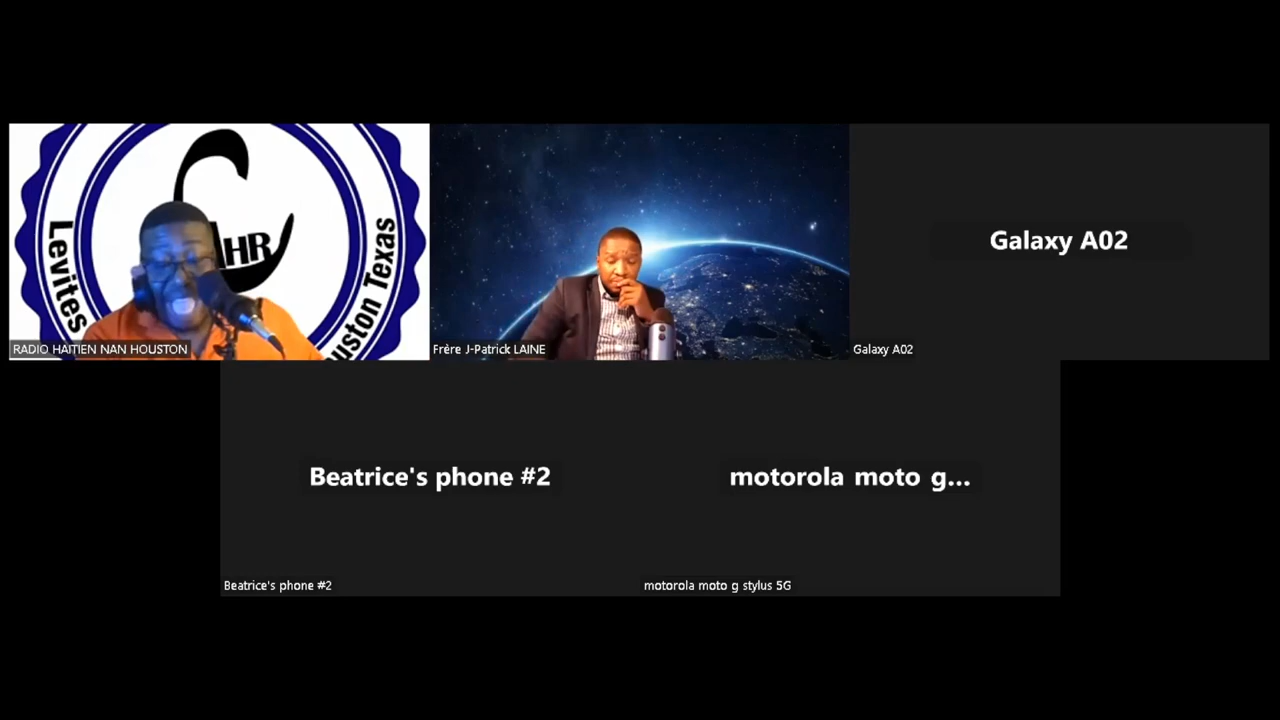 Levites
HR
uston Texas
RADIO HAITIEN NAN HOUSTON
Frère J-Patrick LAINE
Galaxy A02
Galaxy A02
Beatrice's phone #2
motorola moto g...
Beatrice's phone #2
motorola moto g stylus 5G